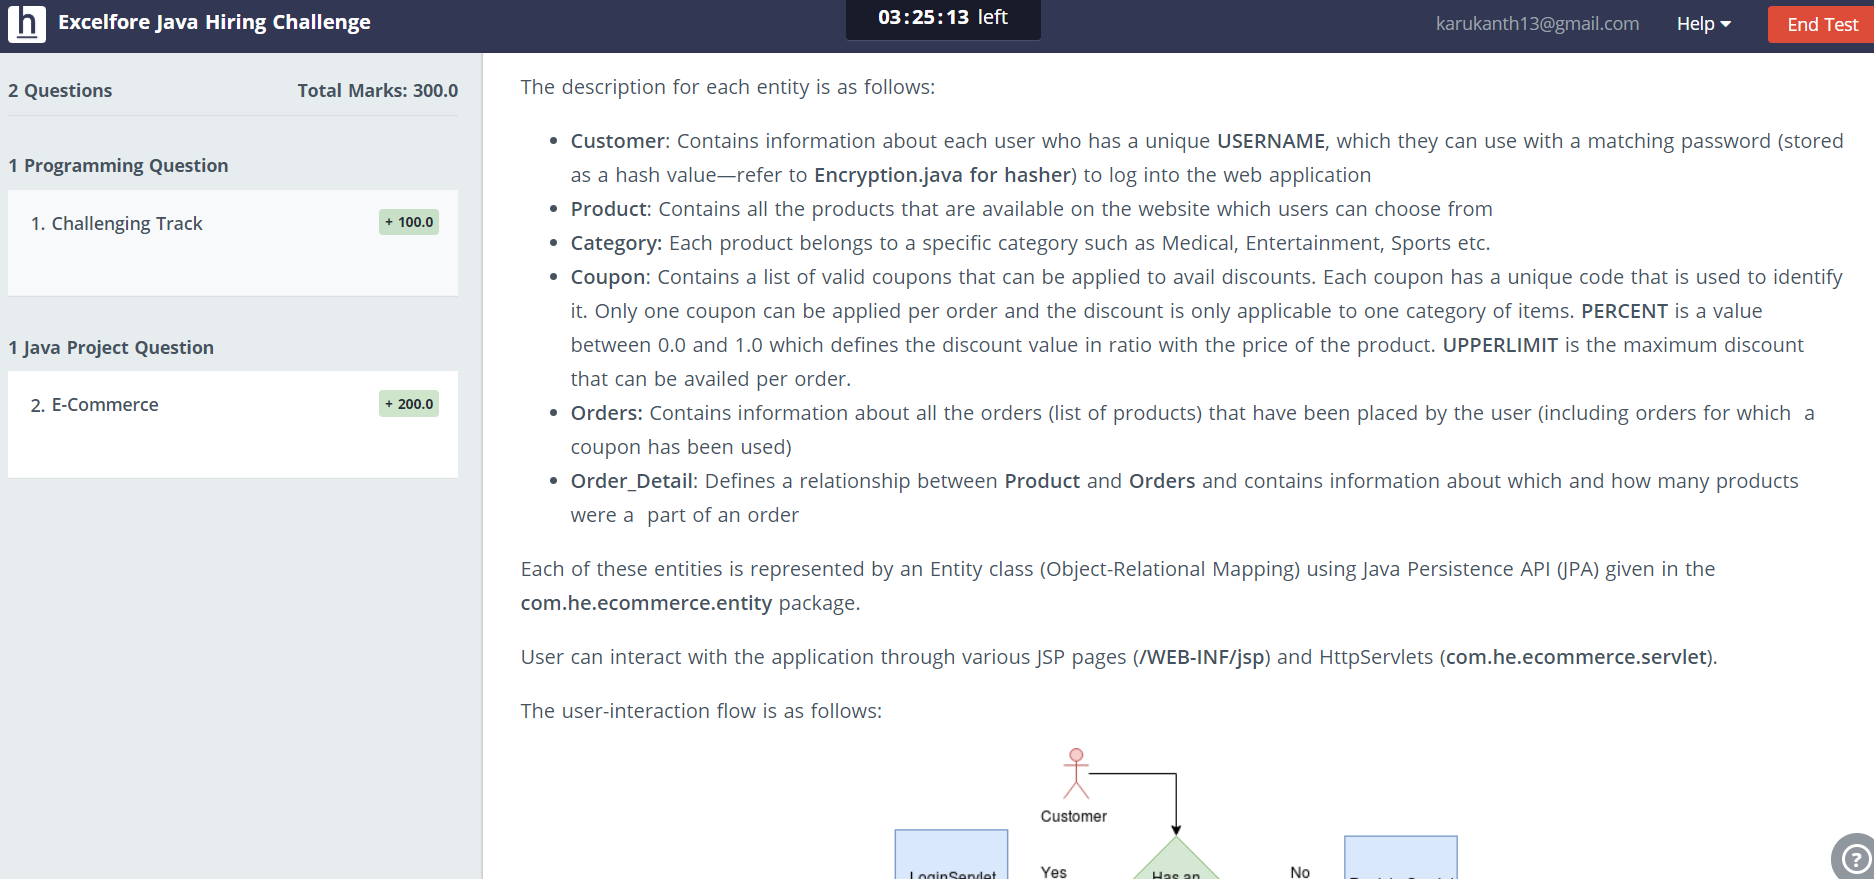 h Excelfore Java Hiring Challenge
03:25:13 left
karukanth13@gmail.com
Help
End Test
2 Questions
Total Marks: 300.0
1 Programming Question
1. Challenging Track
+ 100.0
1 Java Project Question
2. E-Commerce
+ 200.0
The description for each entity is as follows:
• Customer: Contains information about each user who has a unique USERNAME, which they can use with a matching password (stored
as a hash value—refer to Encryption.java for hasher) to log into the web application
• Product: Contains all the products that are available on the website which users can choose from
• Category: Each product belongs to a specific category such as Medical, Entertainment, Sports etc.
• Coupon: Contains a list of valid coupons that can be applied to avail discounts. Each coupon has a unique code that is used to identify
it. Only one coupon can be applied per order and the discount is only applicable to one category of items. PERCENT is a value
between 0.0 and 1.0 which defines the discount value in ratio with the price of the product. UPPERLIMIT is the maximum discount
that can be availed per order.
• Orders: Contains information about all the orders (list of products) that have been placed by the user (including orders for which a
coupon has been used)
• Order_Detail: Defines a relationship between Product and Orders and contains information about which and how many products
were a part of an order
Each of these entities is represented by an Entity class (Object-Relational Mapping) using Java Persistence API (JPA) given in the
com.he.ecommerce.entity package.
User can interact with the application through various JSP pages (/WEB-INF/jsp) and HttpServlets (com.he.ecommerce.servlet).
The user-interaction flow is as follows:
Customer
LoginServlet
Yes
Has an
No
?